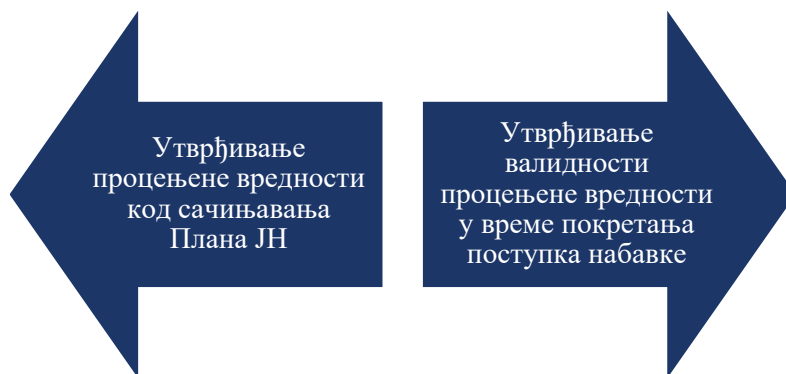 Утврђивање
процењене вредности
код сачињавања
Плана ЈН
Утврђивање
валидности
процењене вредности
у време покретања
поступка набавке